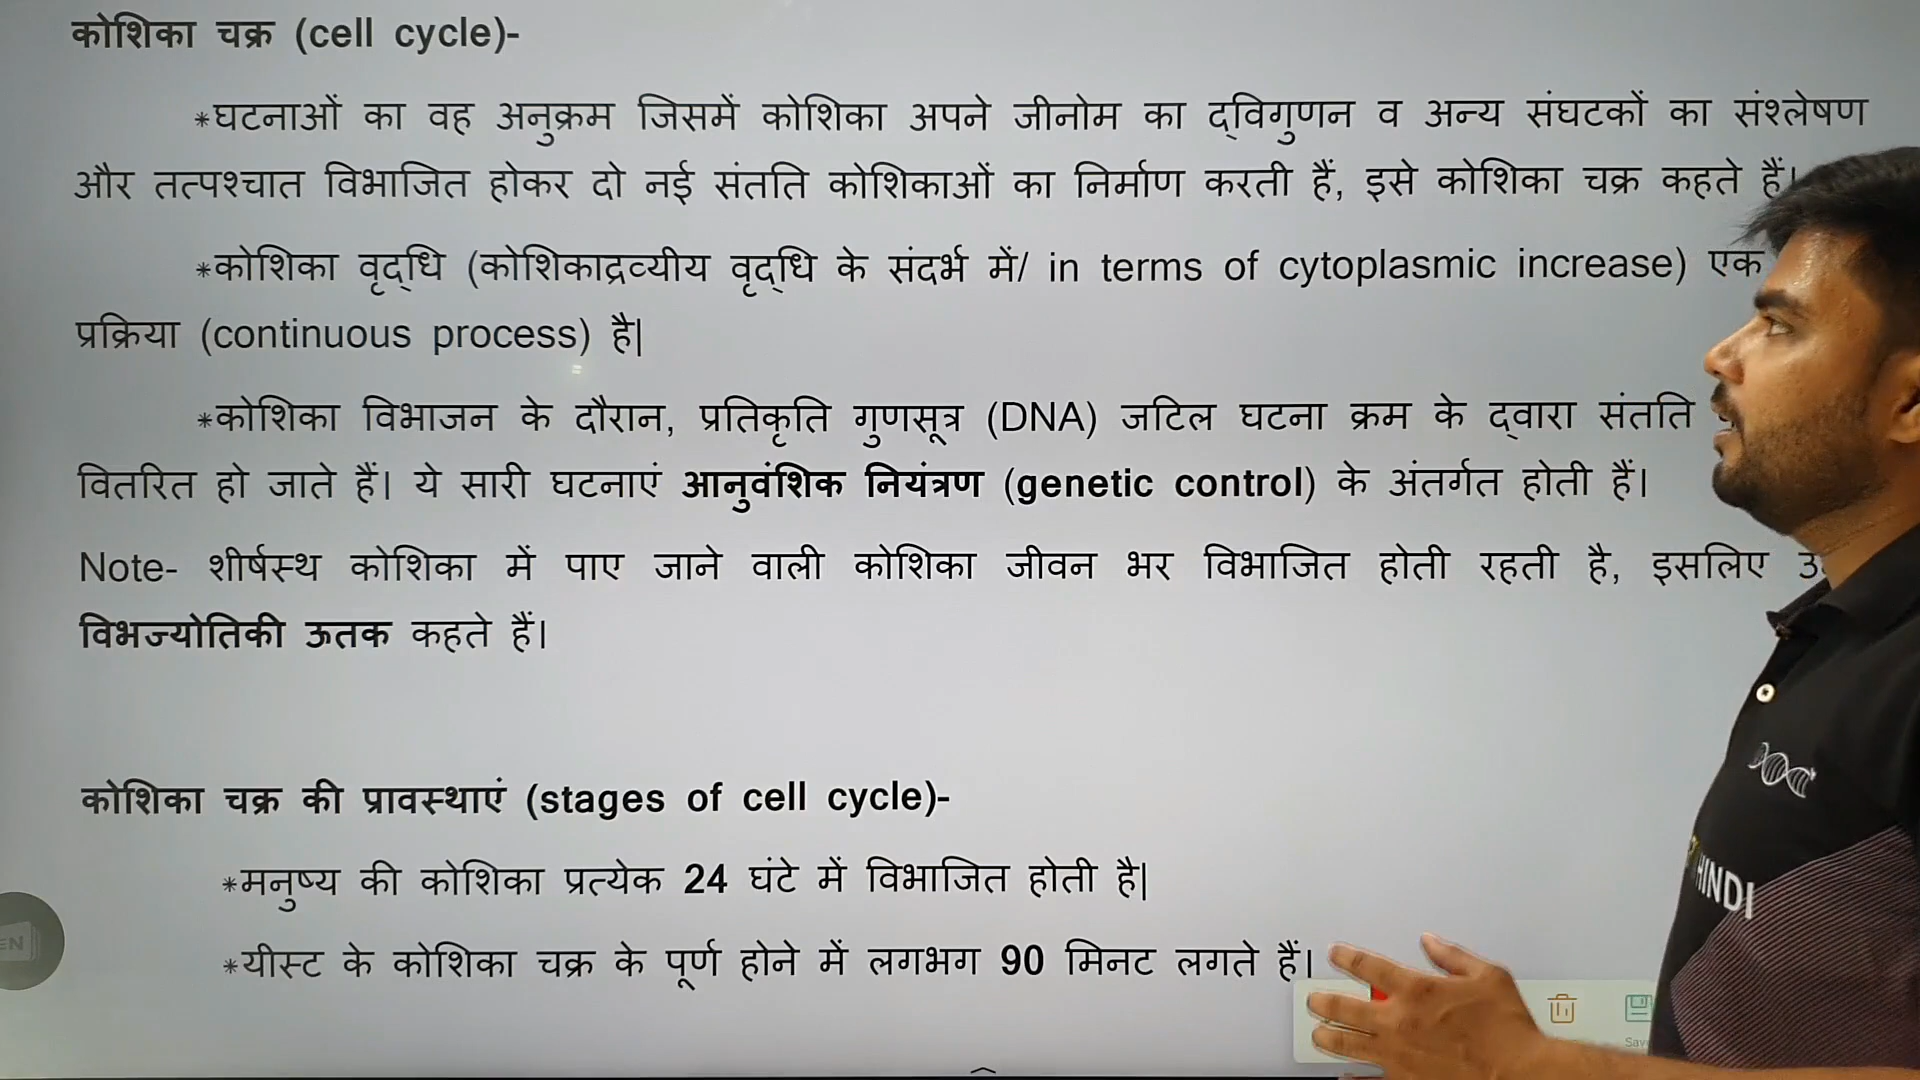 कोशिका चक्र (cell cycle)-
*घटनाओं का वह अनुक्रम जिसमें कोशिका अपने जीनोम का द्विगुणन व अन्य संघटकों का संश्लेषण
और तत्पश्चात विभाजित होकर दो नई संतति कोशिकाओं का निर्माण करती हैं, इसे कोशिका चक्र कहते हैं।
*कोशिका वृद्धि (कोशिकाद्रव्यीय वृद्धि के संदर्भ में/ in terms of cytoplasmic increase) एक
प्रक्रिया (continuous process) है|
*कोशिका विभाजन के दौरान, प्रतिकृति गुणसूत्र (DNA) जटिल घटना क्रम के द्वारा संतति
वितरित हो जाते हैं। ये सारी घटनाएं आनुवंशिक नियंत्रण (genetic control) के अंतर्गत होती हैं।
Note- शीर्षस्थ कोशिका में पाए जाने वाली कोशिका जीवन भर विभाजित होती रहती है, इसलिए
विभज्योतिकी ऊतक कहते हैं।
कोशिका चक्र की प्रावस्थाएं (stages of cell cycle)-
*मनुष्य की कोशिका प्रत्येक 24 घंटे में विभाजित होती है|
HINDI
EN
*यीस्ट के कोशिका चक्र के पूर्ण होने में लगभग 90 मिनट लगते हैं।